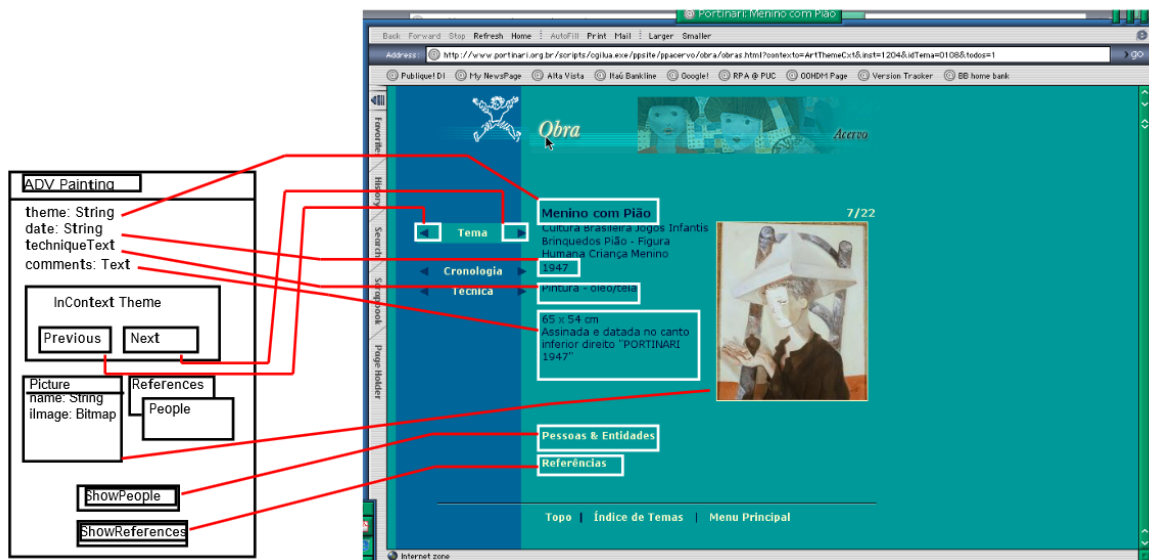 Portinari: Menino com Pião
Back Forward Stop Refresh Home AutoFill Print Mail Larger Smaller
Address: http://www.portinari.org.br/scripts/cgilua.exe/ppsite/ppacervo/obra/obras.html?contexto=ArtThemeCxt&inst=1204&idTema=0108&todos=1 go
Publique! DI My NewsPage Alta Vista Itaú Bankline Google! RPA @ PUC OOHDM Page Version Tracker BB home bank
Favorites
History
Search
Scrapbook
Page Holder
Obra
Acervo
ADV Painting
theme: String
date: String
techniqueText
comments: Text
InContext Theme
Previous Next
Picture
name: String
iImage: Bitmap
References
People
ShowPeople
ShowReferences
Tema
Cronologia
Técnica
Menino com Pião
7/22
Cultura Brasileira Jogos Infantis
Brinquedos Pião - Figura
Humana Criança Menino
1947
Pintura - óleo/tela
65 x 54 cm
Assinada e datada no canto
inferior direito "PORTINARI
1947"
Pessoas & Entidades
Referências
Topo | Índice de Temas | Menu Principal
Internet zone